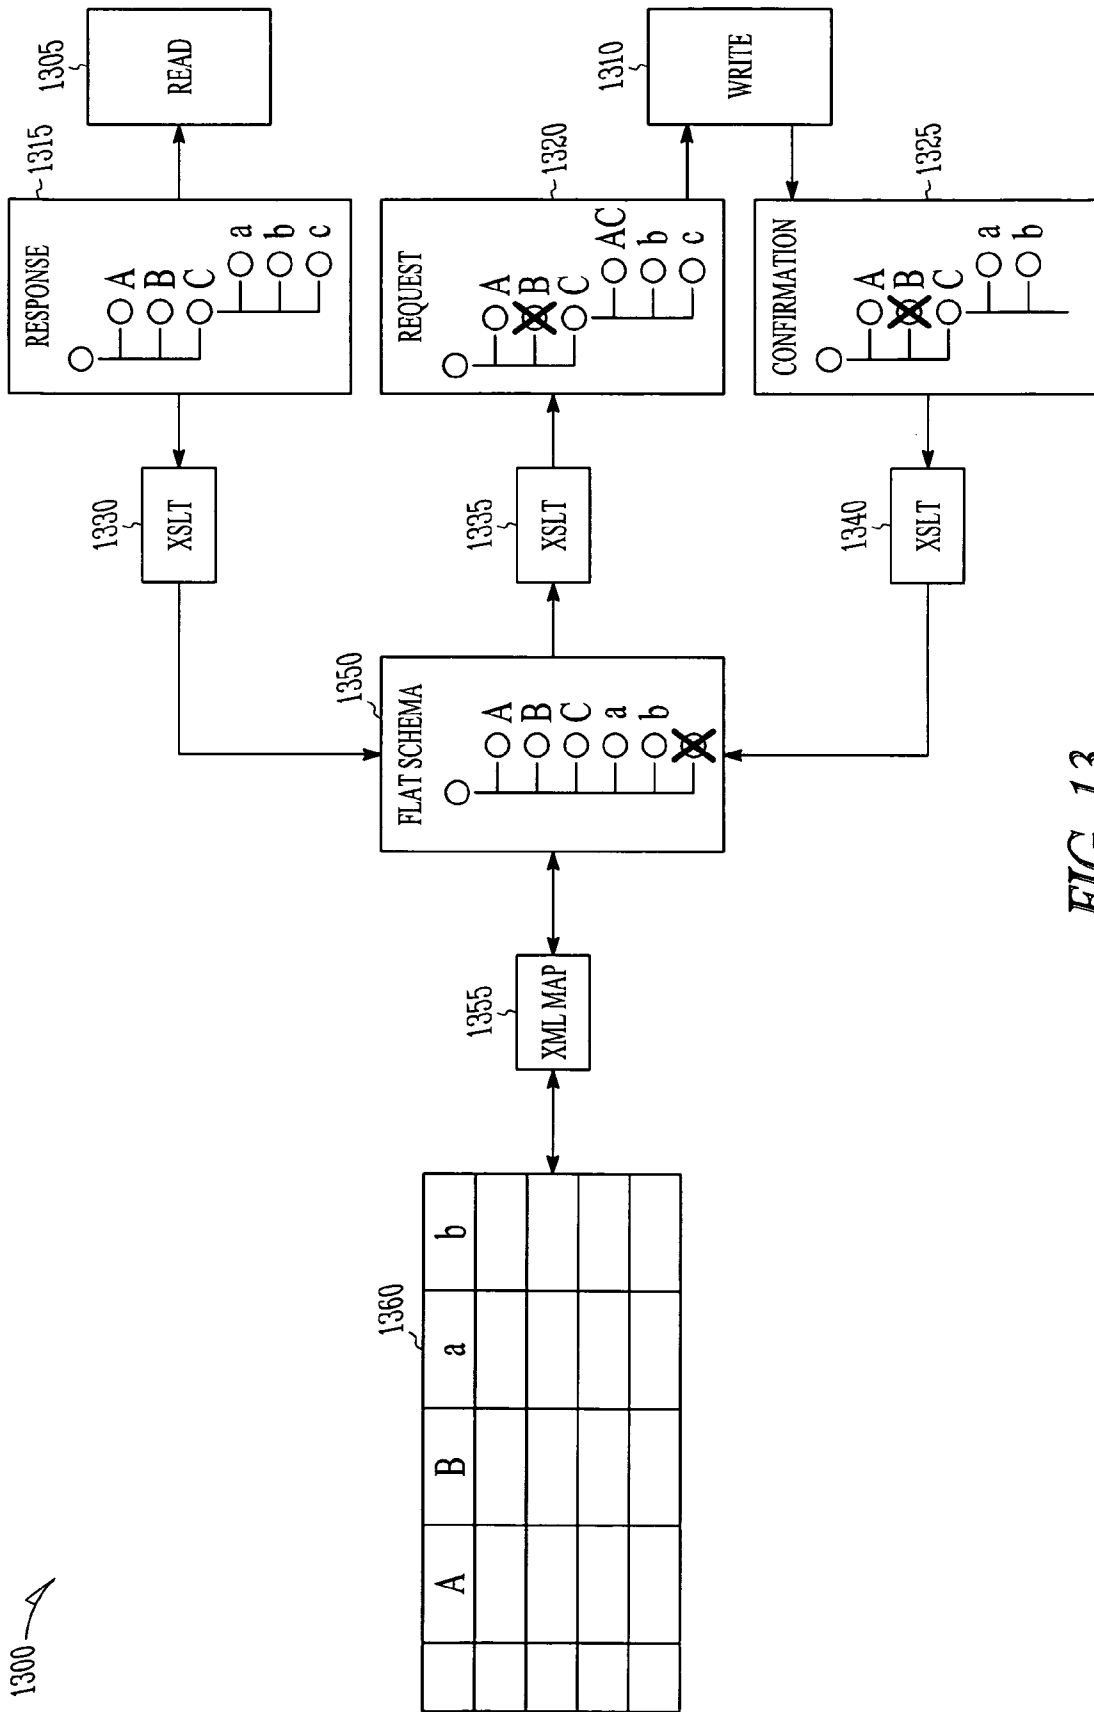 1300
1360
A B a b
1355
XML MAP
1350
FLAT SCHEMA
A
B
C
a
b
1330
XSLT
1335
XSLT
1340
XSLT
1315
RESPONSE
A
B
C
a
b
c
1320
REQUEST
A
B
C
AC
b
c
1325
CONFIRMATION
A
B
C
a
b
1305
READ
1310
WRITE
FIG. 13